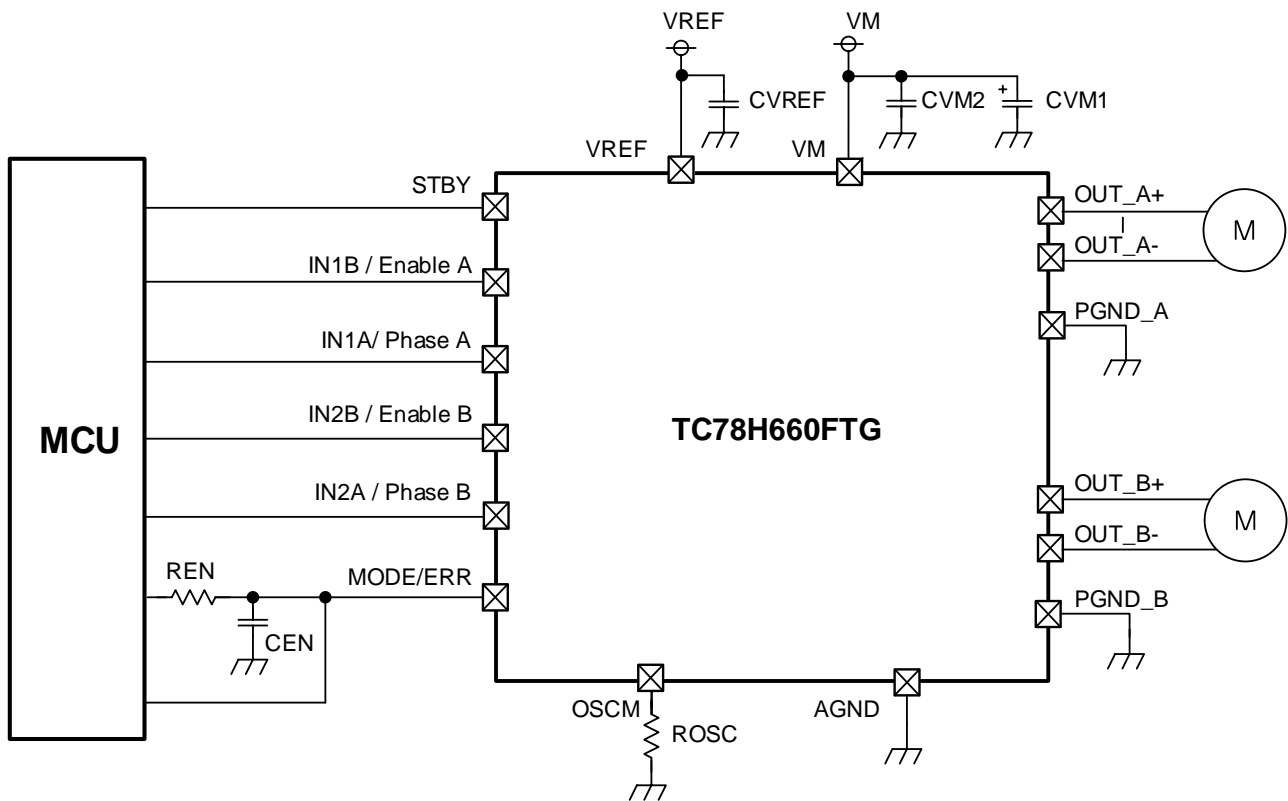 VREF
VM
CVREF
CVM2
+
CVM1
VREF
VM
STBY
OUT_A+
M
IN1B / Enable A
OUT_A-
IN1A/ Phase A
PGND_A
IN2B / Enable B
MCU
TC78H660FTG
IN2A / Phase B
OUT_B+
M
OUT_B-
REN
MODE/ERR
PGND_B
CEN
OSCM
AGND
ROSC